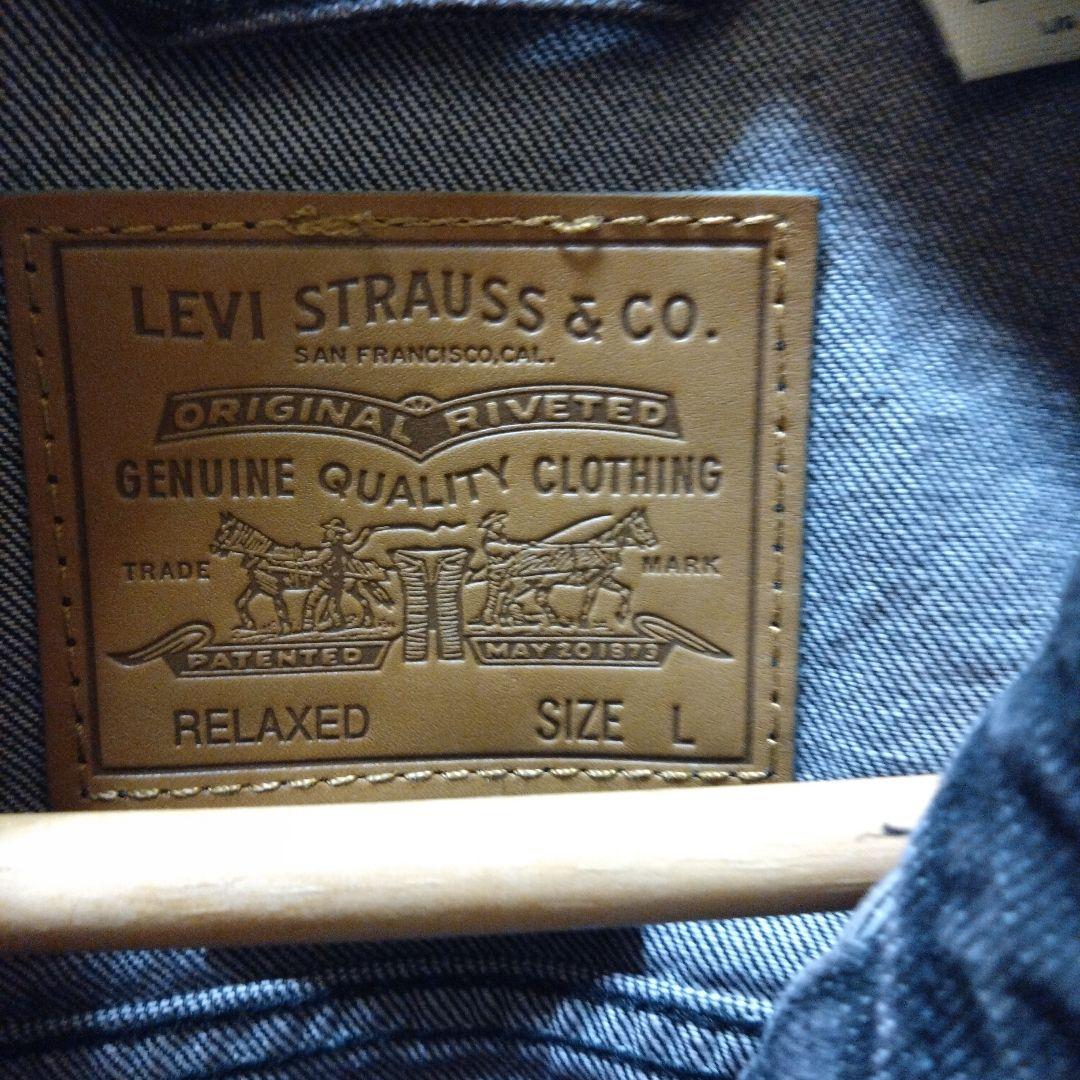 LEVI STRAUSS & CO.
SAN FRANCISCO, CAL.
ORIGINAL RIVETED
GENUINE QUALITY CLOTHING
TRADE MARK
PATENTED MAY 20 1873
RELAXED SIZE L